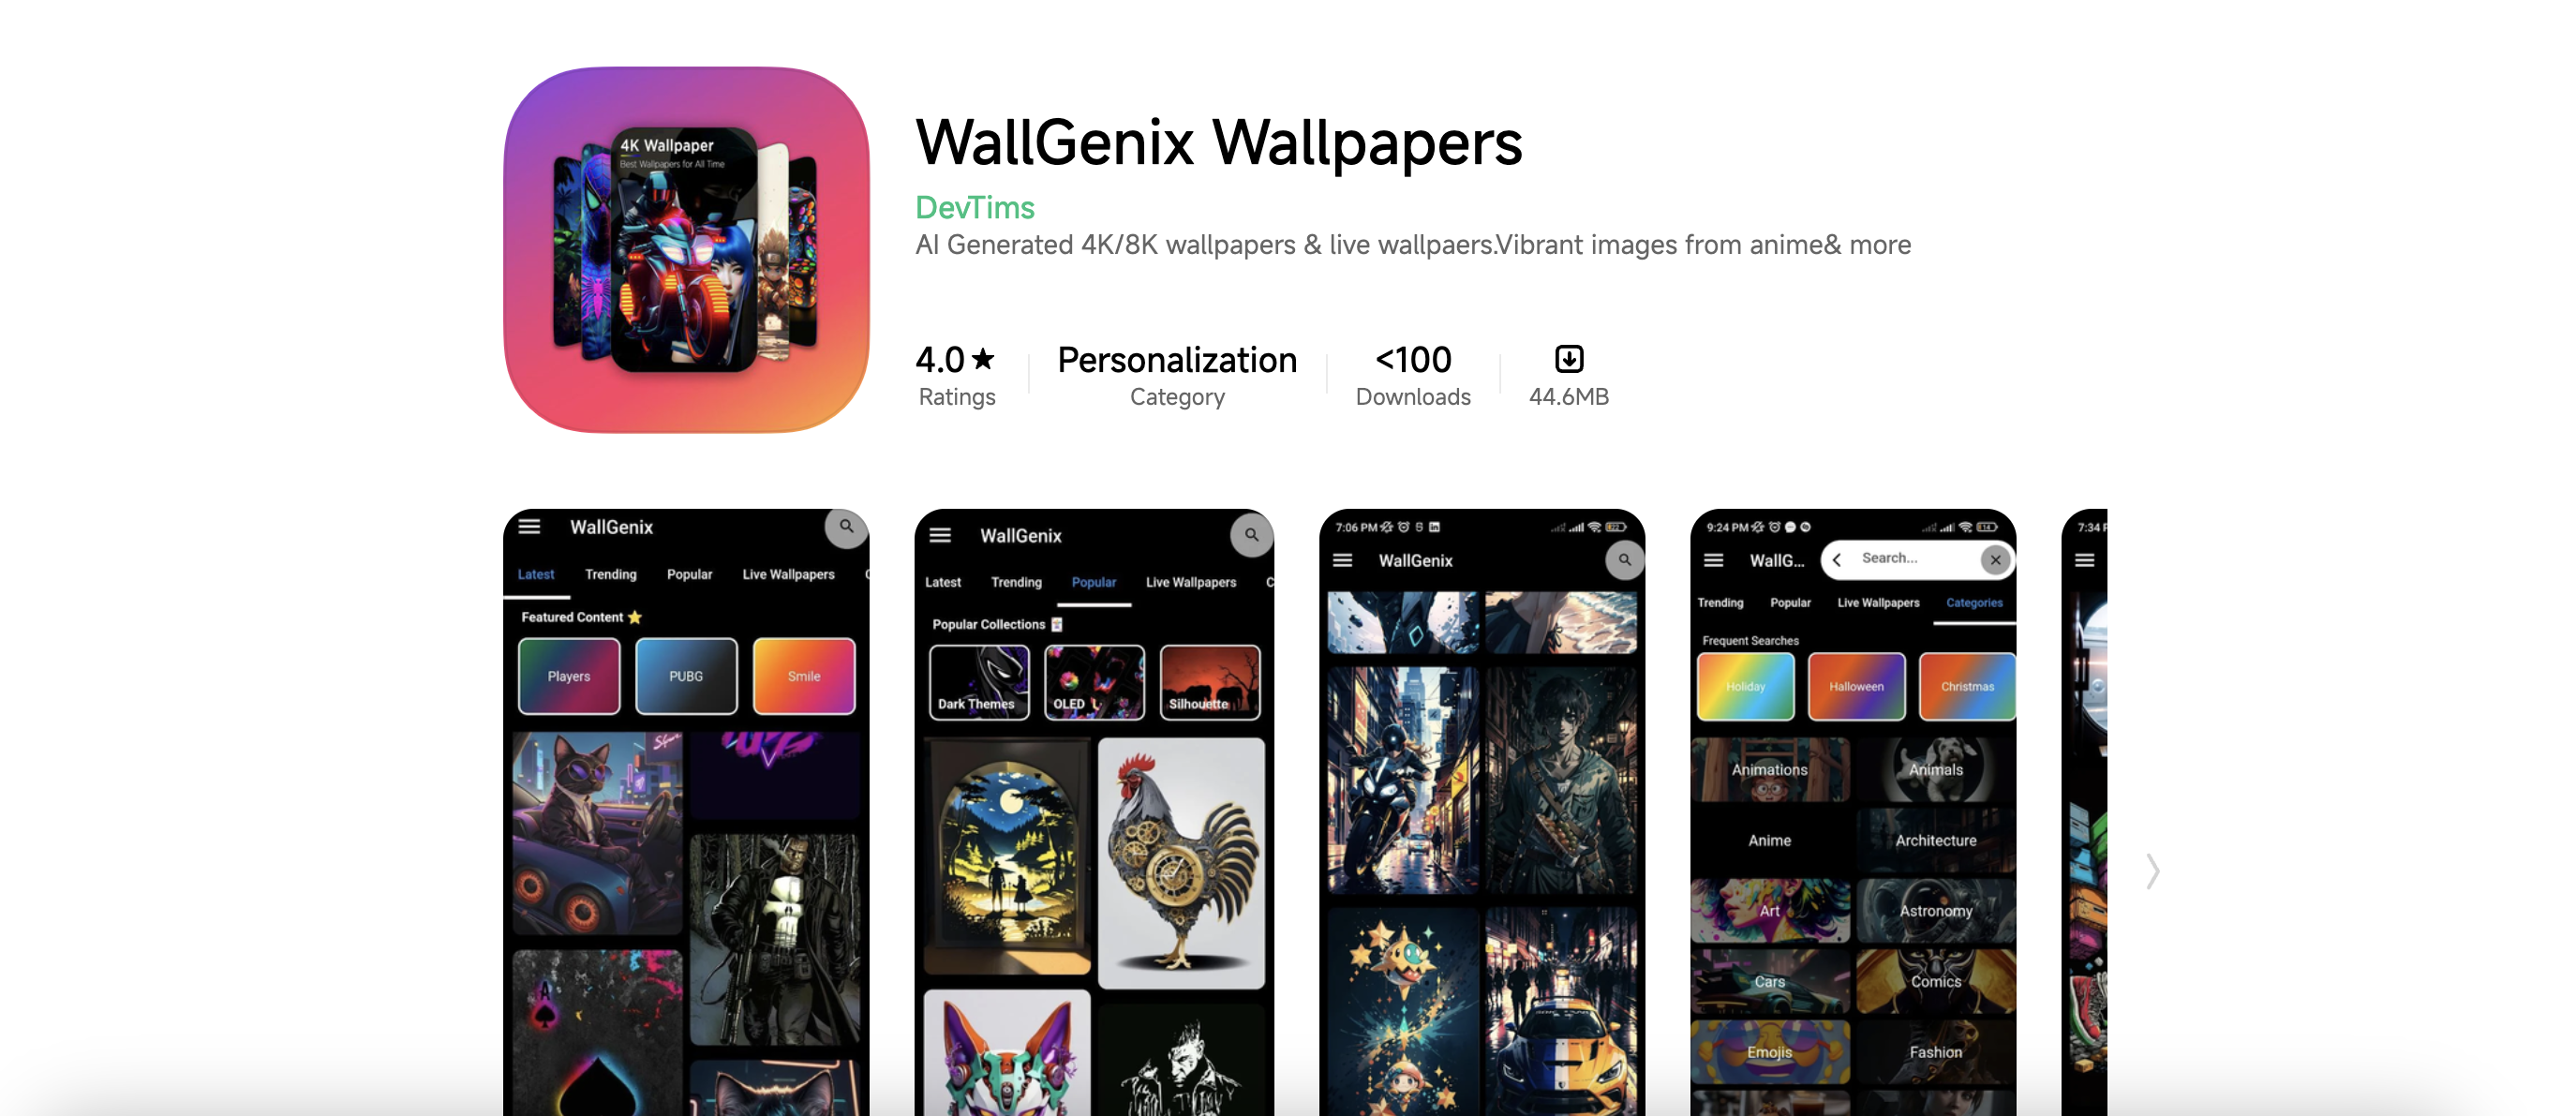 4K Wallpaper
Best Wallpapers for All Time
WallGenix Wallpapers
DevTims
AI Generated 4K/8K wallpapers & live wallpaers.Vibrant images from anime& more
4.0★
Ratings
Personalization
Category
<100
Downloads
44.6MB
WallGenix
Latest Trending Popular Live Wallpapers
Featured Content ⭐
Players PUBG Smile
A
WallGenix
Latest Trending Popular Live Wallpapers C
Popular Collections
Dark Themes OLED Silhouette
7:06 PM
22
WallGenix
9:24 PM
14
WallG... Search...
Trending Popular Live Wallpapers Categories
Frequent Searches
Holiday Halloween Christmas
Animations Animals
Anime Architecture
Art Astronomy
Cars Comics
Emojis Fashion
7:34